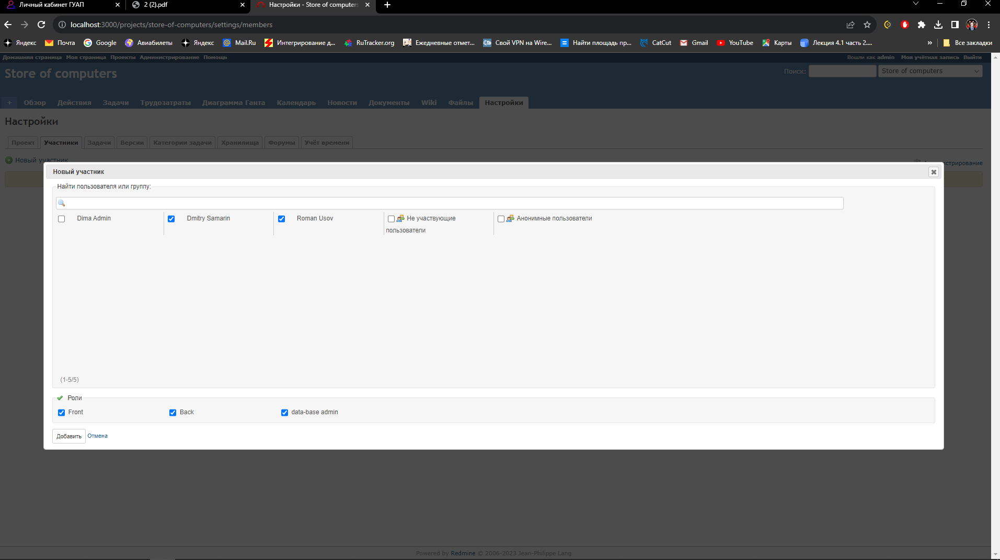 Личный кабинет ГУАП
2 (2).pdf
Настройки - Store of computers
localhost:3000/projects/store-of-computers/settings/members
Яндекс
Почта
Google
Авиабилеты
Яндекс
Mail.Ru
Интегрирование д...
RuTracker.org
Ежедневные отмет...
Свой VPN на Wire...
Найти площадь пр...
CatCut
Gmail
YouTube
Карты
Лекция 4.1 часть 2....
»
Все закладки
Домашняя страница Моя страница Проекты Администрирование Помощь
Вошли как admin Моя учётная запись Выйти
Store of computers
Поиск:
Store of computers
+ Обзор Действия Задачи Трудозатраты Диаграмма Ганта Календарь Новости Документы Wiki Файлы Настройки
Настройки
Проект Участники Задачи Версии Категории задачи Хранилища Форумы Учёт времени
Новый участник
истрирование
Новый участник
Найти пользователя или группу:
Dima Admin
Dmitry Samarin
Roman Usov
Не участвующие
пользователи
Анонимные пользователи
(1-5/5)
Роли
Front
Back
data-base admin
Добавить Отмена
Powered by Redmine © 2006-2023 Jean-Philippe Lang